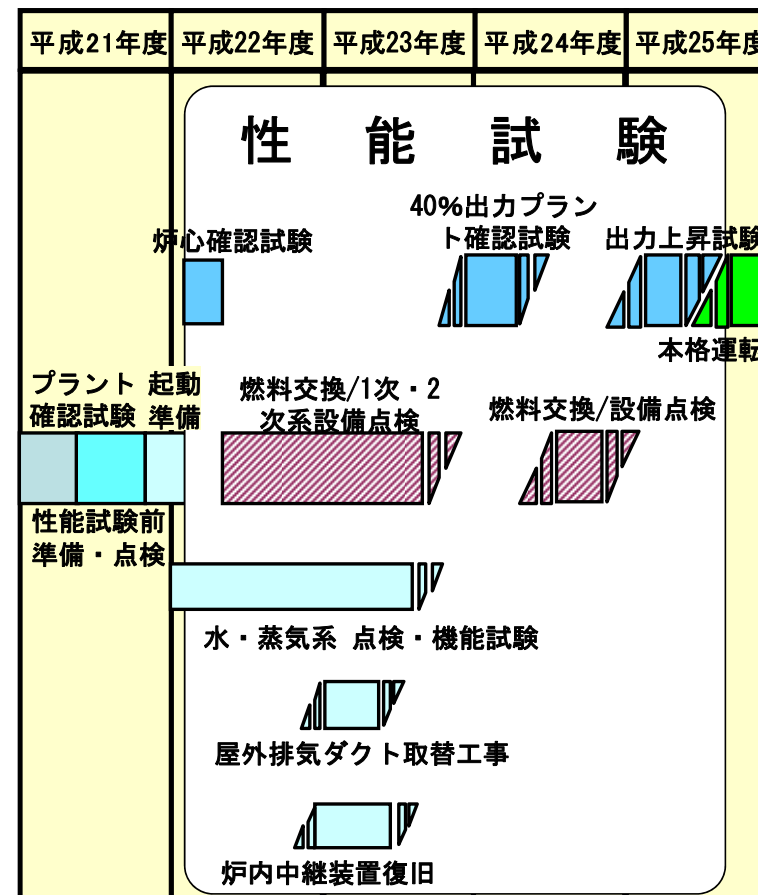 平成21年度 平成22年度 平成23年度 平成24年度 平成25年度
性能試験
炉心確認試験
40%出力プラン
ト確認試験
出力上昇試験
本格運転
プラント
確認試験
起動
準備
燃料交換/1次・2
次系設備点検
燃料交換/設備点検
性能試験前
準備・点検
水・蒸気系 点検・機能試験
屋外排気ダクト取替工事
炉内中継装置復旧